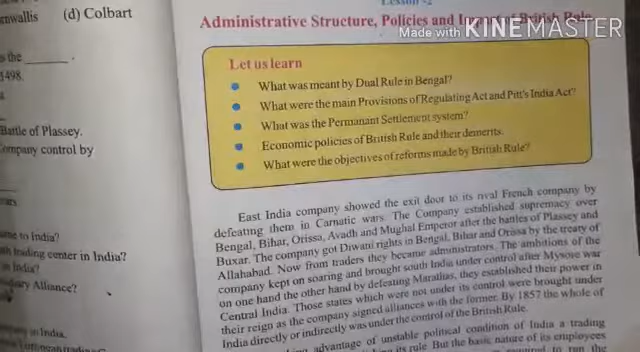 (d) Colbart
s the
1498.
Battle of Plassey.
Company control by
to India?
trading center in India?
India?
Alliance?
in India.
Lesson -2
Administrative Structure, Policies and
Made with KINEMASTER
Let us learn
What was meant by Dual Rule in Bengal?
What were the main Provisions of Regulating Act and Pitt's India Act?
What was the Permanant Settlement system?
Economic policies of British Rule and their demerits.
What were the objectives of reforms made by British Rule?
East India company showed the exit door to its rival French company by
defeating them in Carnatic wars. The Company established supremacy over
Bengal, Bihar, Orissa, Avadh and Mughal Emperor after the battles of Plassey and
Buxar. The company got Diwani rights in Bengal, Bihar and Orissa by the treaty of
Allahabad. Now from traders they became administrators. The ambitions of the
company kept on soaring and brought south India under control after Mysore war
on one hand the other hand by defeating Marathas, they established their power in
Central India. Those states which were not under its control were brought under
their reign as the company signed alliances with the former. By 1857 the whole of
India directly or indirectly was under the control of the British Rule.
advantage of unstable political condition of India a trading
its rule. But the basic nature of its employees
to run the